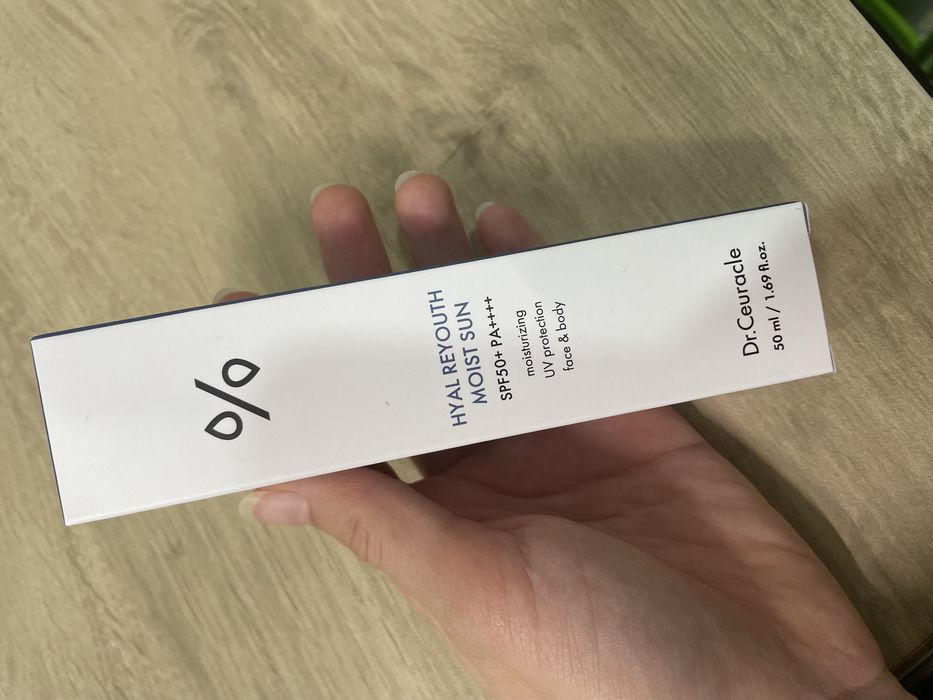 HYAL REYOUTH
MOIST SUN
SPF50+ PA++++
moisturizing
UV protection
face & body
Dr.Ceuracle
50 ml / 1.69 fl.oz.